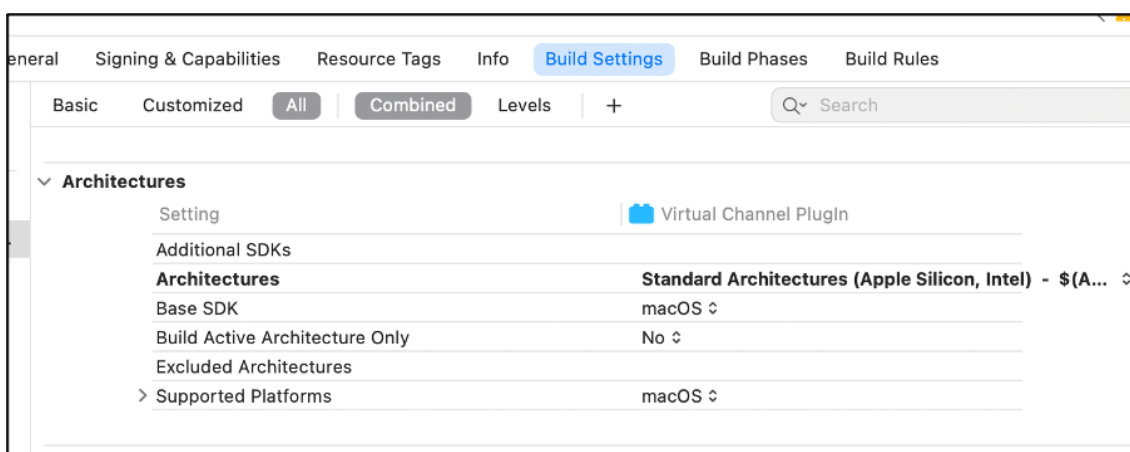 eneral Signing & Capabilities Resource Tags Info Build Settings Build Phases Build Rules
Basic Customized All Combined Levels + Search
Architectures
Setting Virtual Channel PlugIn
Additional SDKs
Architectures Standard Architectures (Apple Silicon, Intel) - $(A...
Base SDK macOS
Build Active Architecture Only No
Excluded Architectures
Supported Platforms macOS